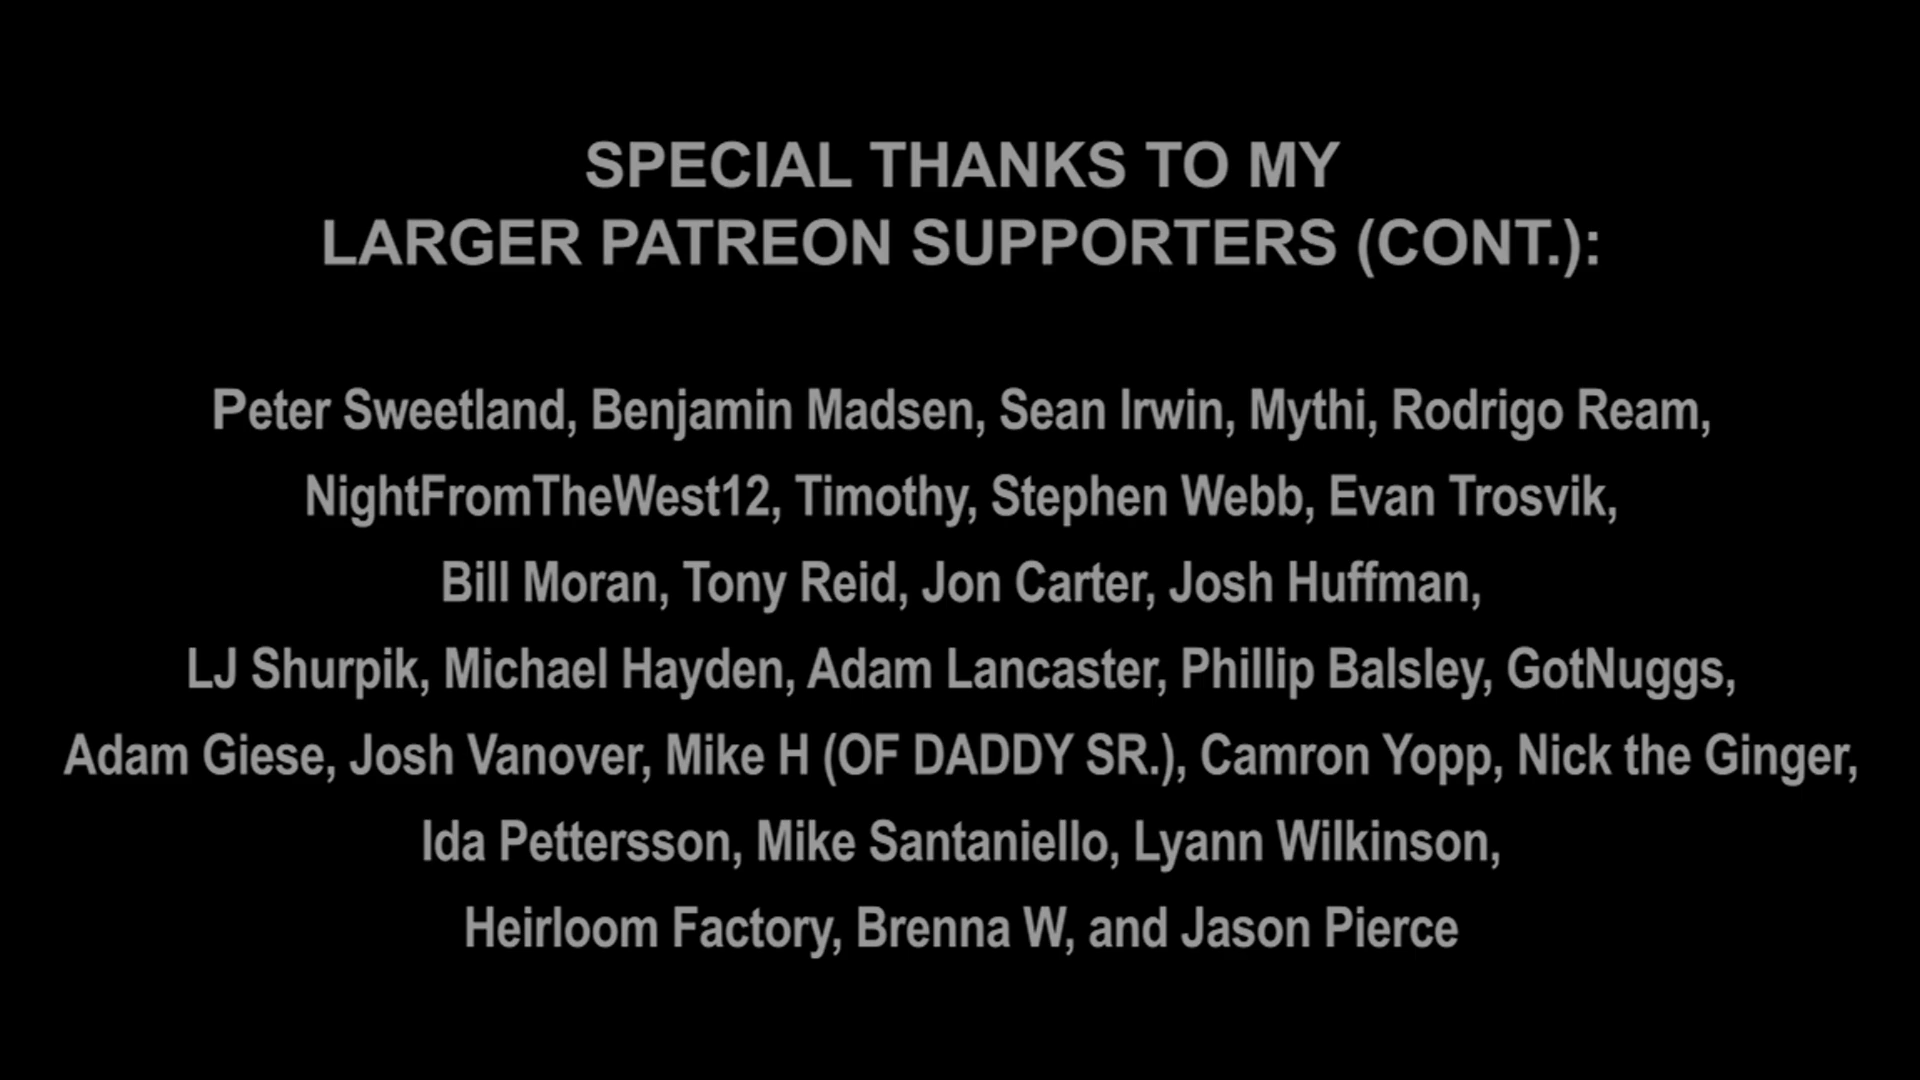 SPECIAL THANKS TO MY
LARGER PATREON SUPPORTERS (CONT.):
Peter Sweetland, Benjamin Madsen, Sean Irwin, Mythi, Rodrigo Ream,
NightFromTheWest12, Timothy, Stephen Webb, Evan Trosvik,
Bill Moran, Tony Reid, Jon Carter, Josh Huffman,
LJ Shurpik, Michael Hayden, Adam Lancaster, Phillip Balsley, GotNuggs,
Adam Giese, Josh Vanover, Mike H (OF DADDY SR.), Camron Yopp, Nick the Ginger,
Ida Pettersson, Mike Santaniello, Lyann Wilkinson,
Heirloom Factory, Brenna W, and Jason Pierce